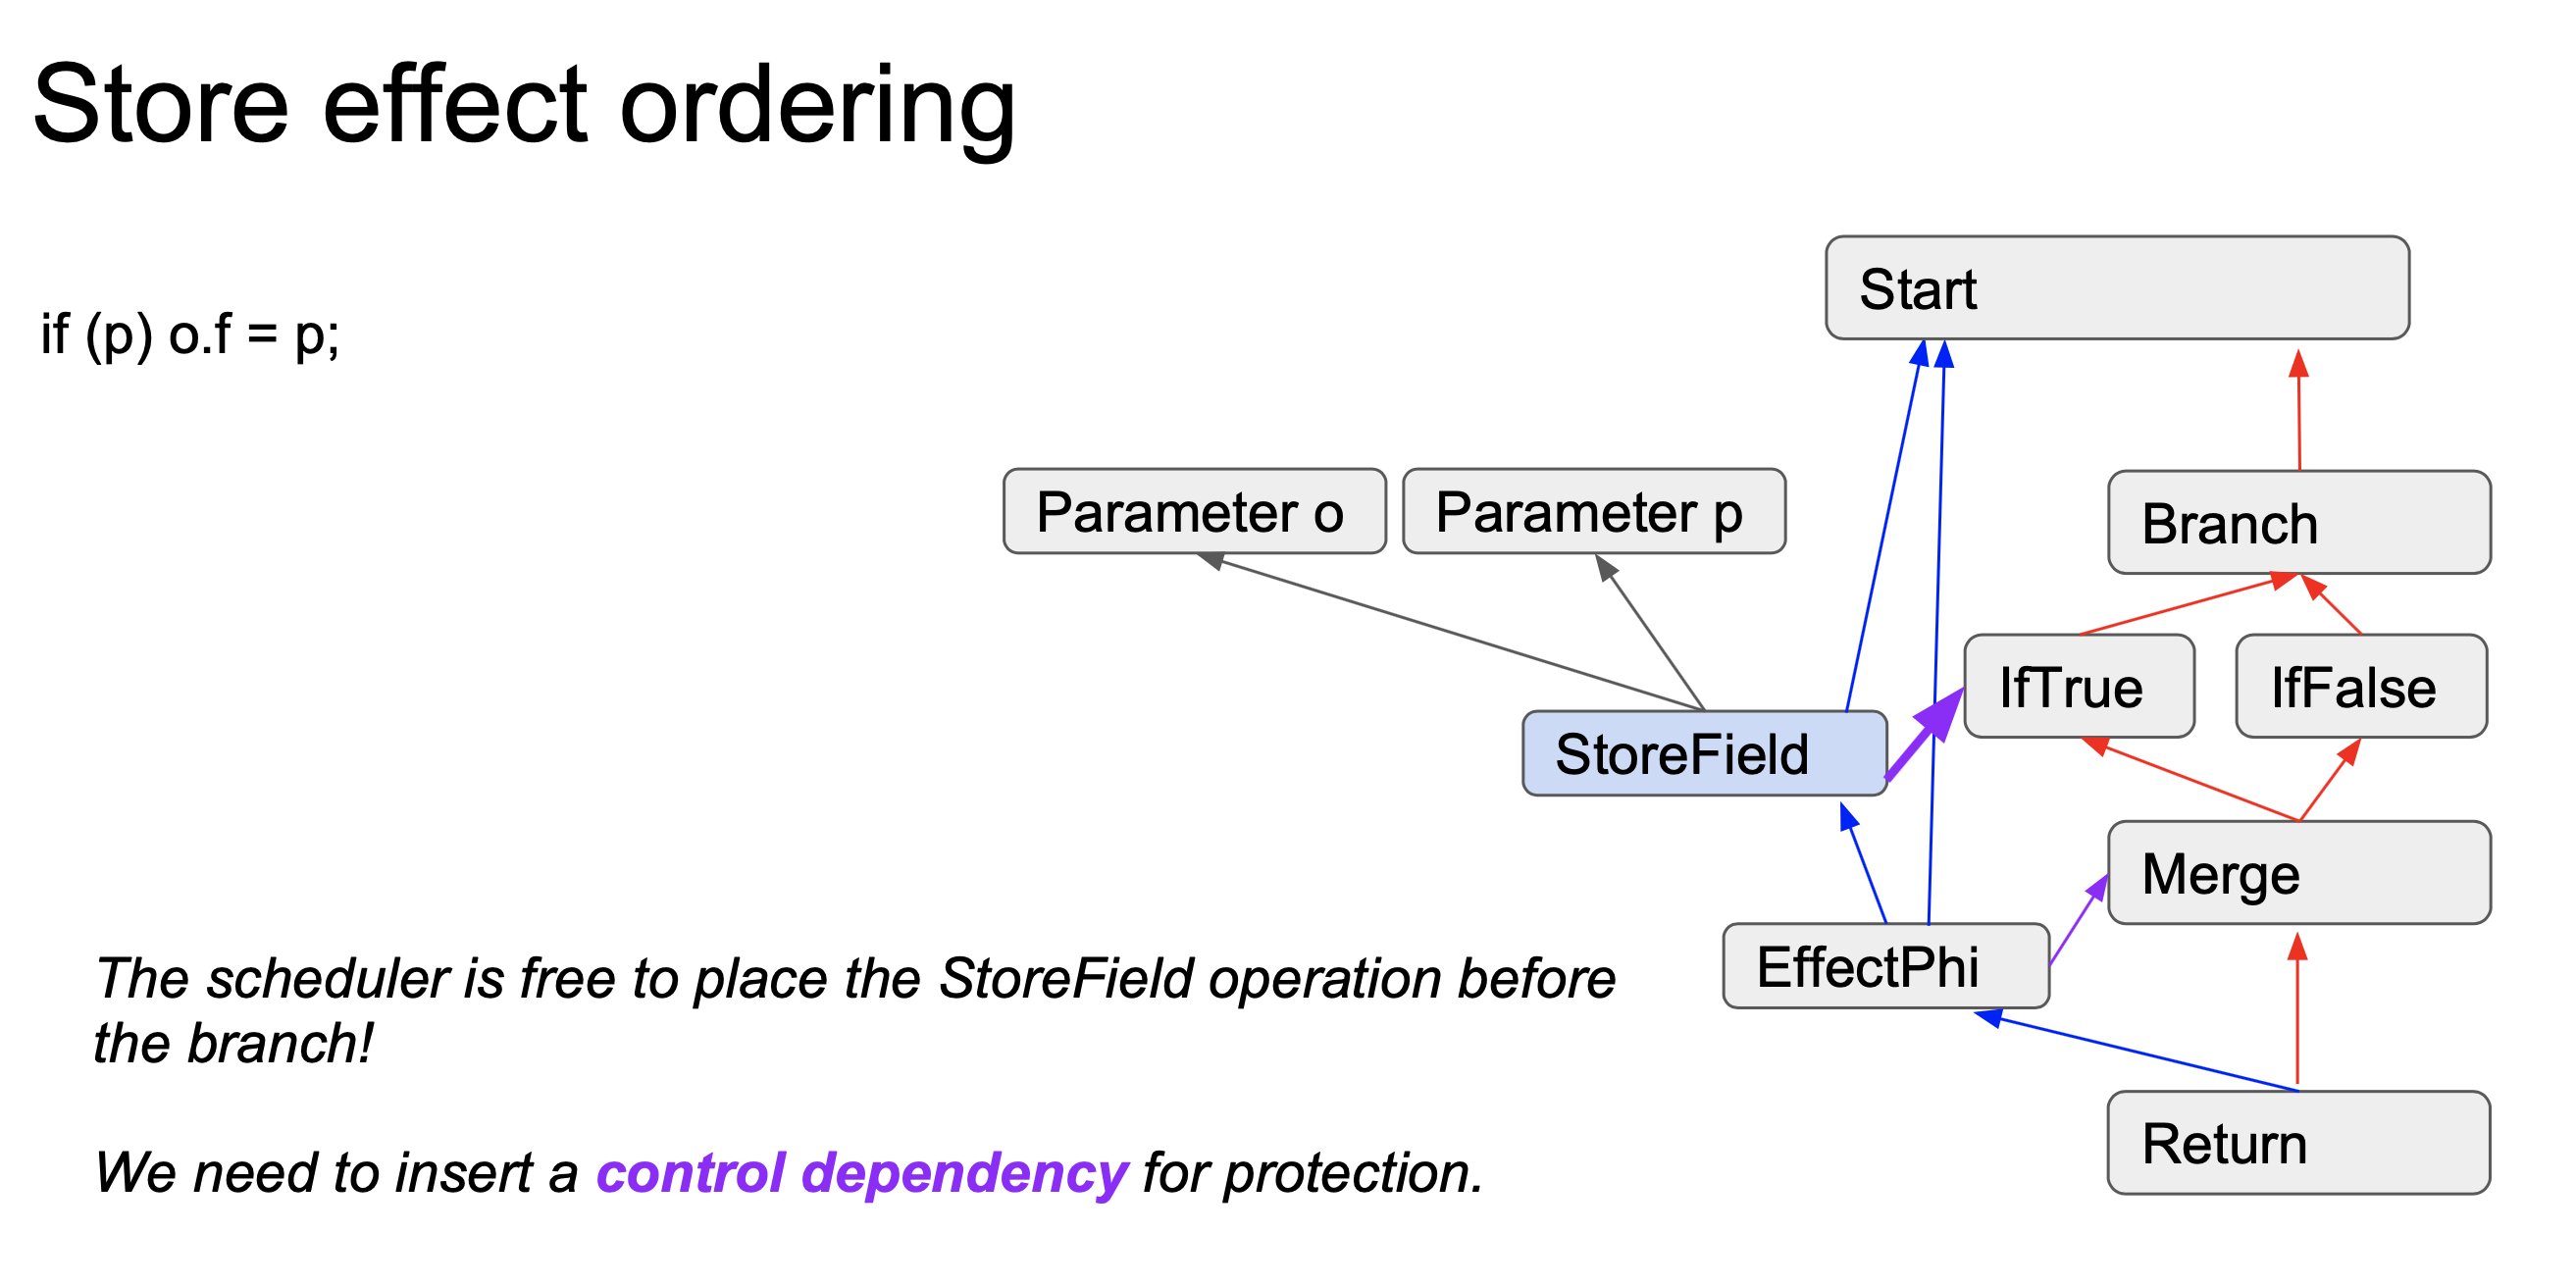 Store effect ordering
if (p) o.f = p;
Start
Parameter o
Parameter p
Branch
IfTrue
IfFalse
StoreField
Merge
EffectPhi
The scheduler is free to place the StoreField operation before
the branch!
We need to insert a control dependency for protection.
Return